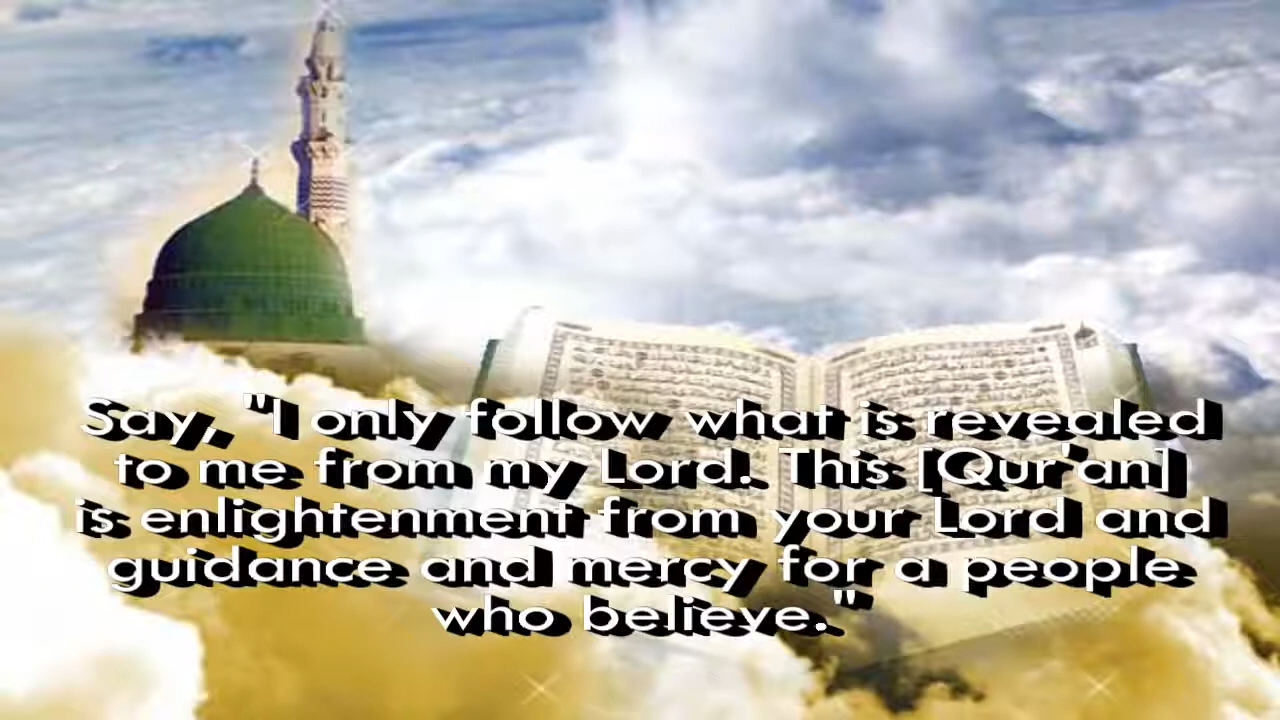 Say, "I only follow what is revealed
to me from my Lord. This [Qur'an]
is enlightenment from your Lord and
guidance and mercy for a people
who believe."